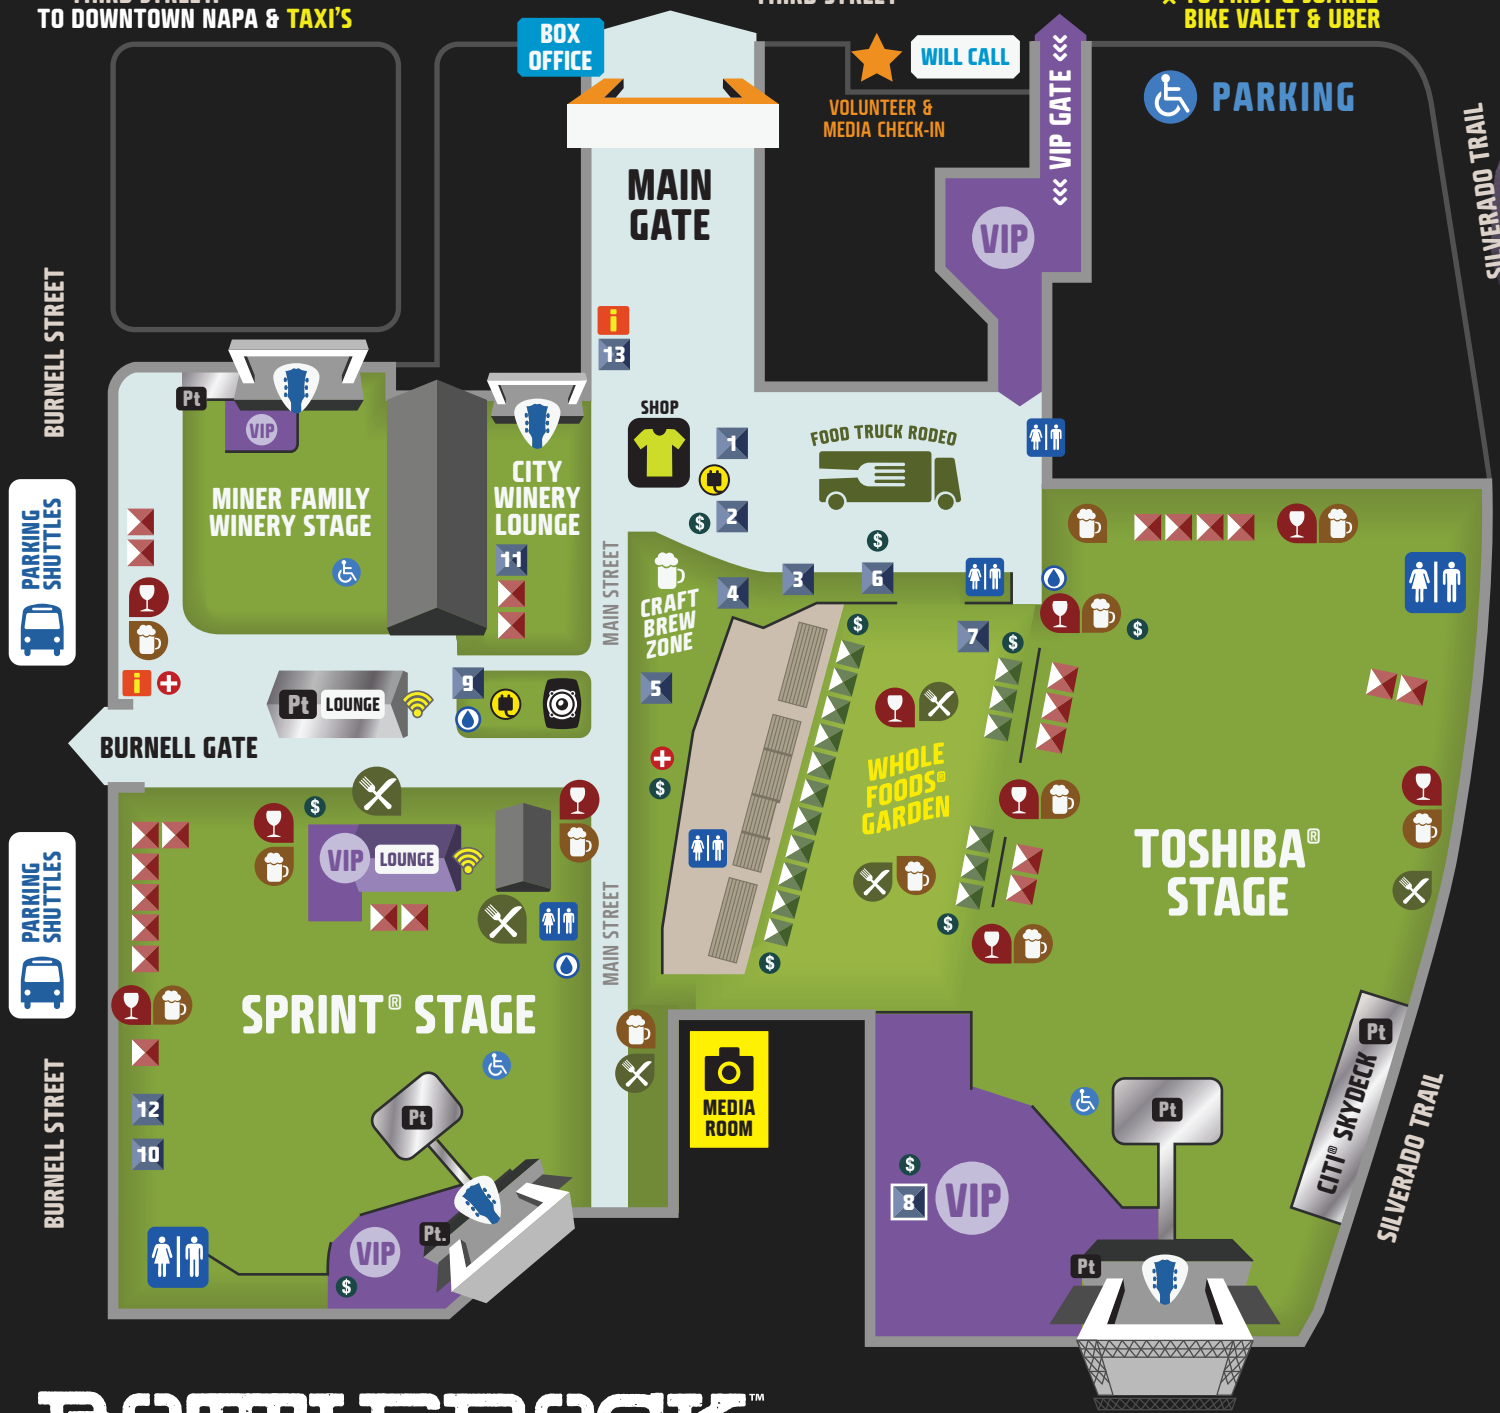 TO DOWNTOWN NAPA & TAXI'S
BOX
OFFICE
WILL CALL
VOLUNTEER &
MEDIA CHECK-IN
BIKE VALET & UBER
<<< VIP GATE <<<
PARKING
SILVERADO TRAIL
MAIN
GATE
VIP
BURNELL STREET
i
13
Pt
VIP
SHOP
1
FOOD TRUCK RODEO
MINER FAMILY
WINERY STAGE
CITY
WINERY
LOUNGE
11
2
$
$
PARKING
SHUTTLES
MAIN STREET
CRAFT
BREW
ZONE
4
3
6
$
7
$
$
5
i
Pt LOUNGE
9
BURNELL GATE
$
WHOLE
FOODS®
GARDEN
$
VIP LOUNGE
TOSHIBA®
STAGE
PARKING
SHUTTLES
MAIN STREET
$
$
SPRINT® STAGE
12
10
Pt
MEDIA
ROOM
Pt
CITI® SKYDECK
Pt
SILVERADO TRAIL
BURNELL STREET
$
8
VIP
VIP
Pt.
$
Pt
BOTTLEROCK™